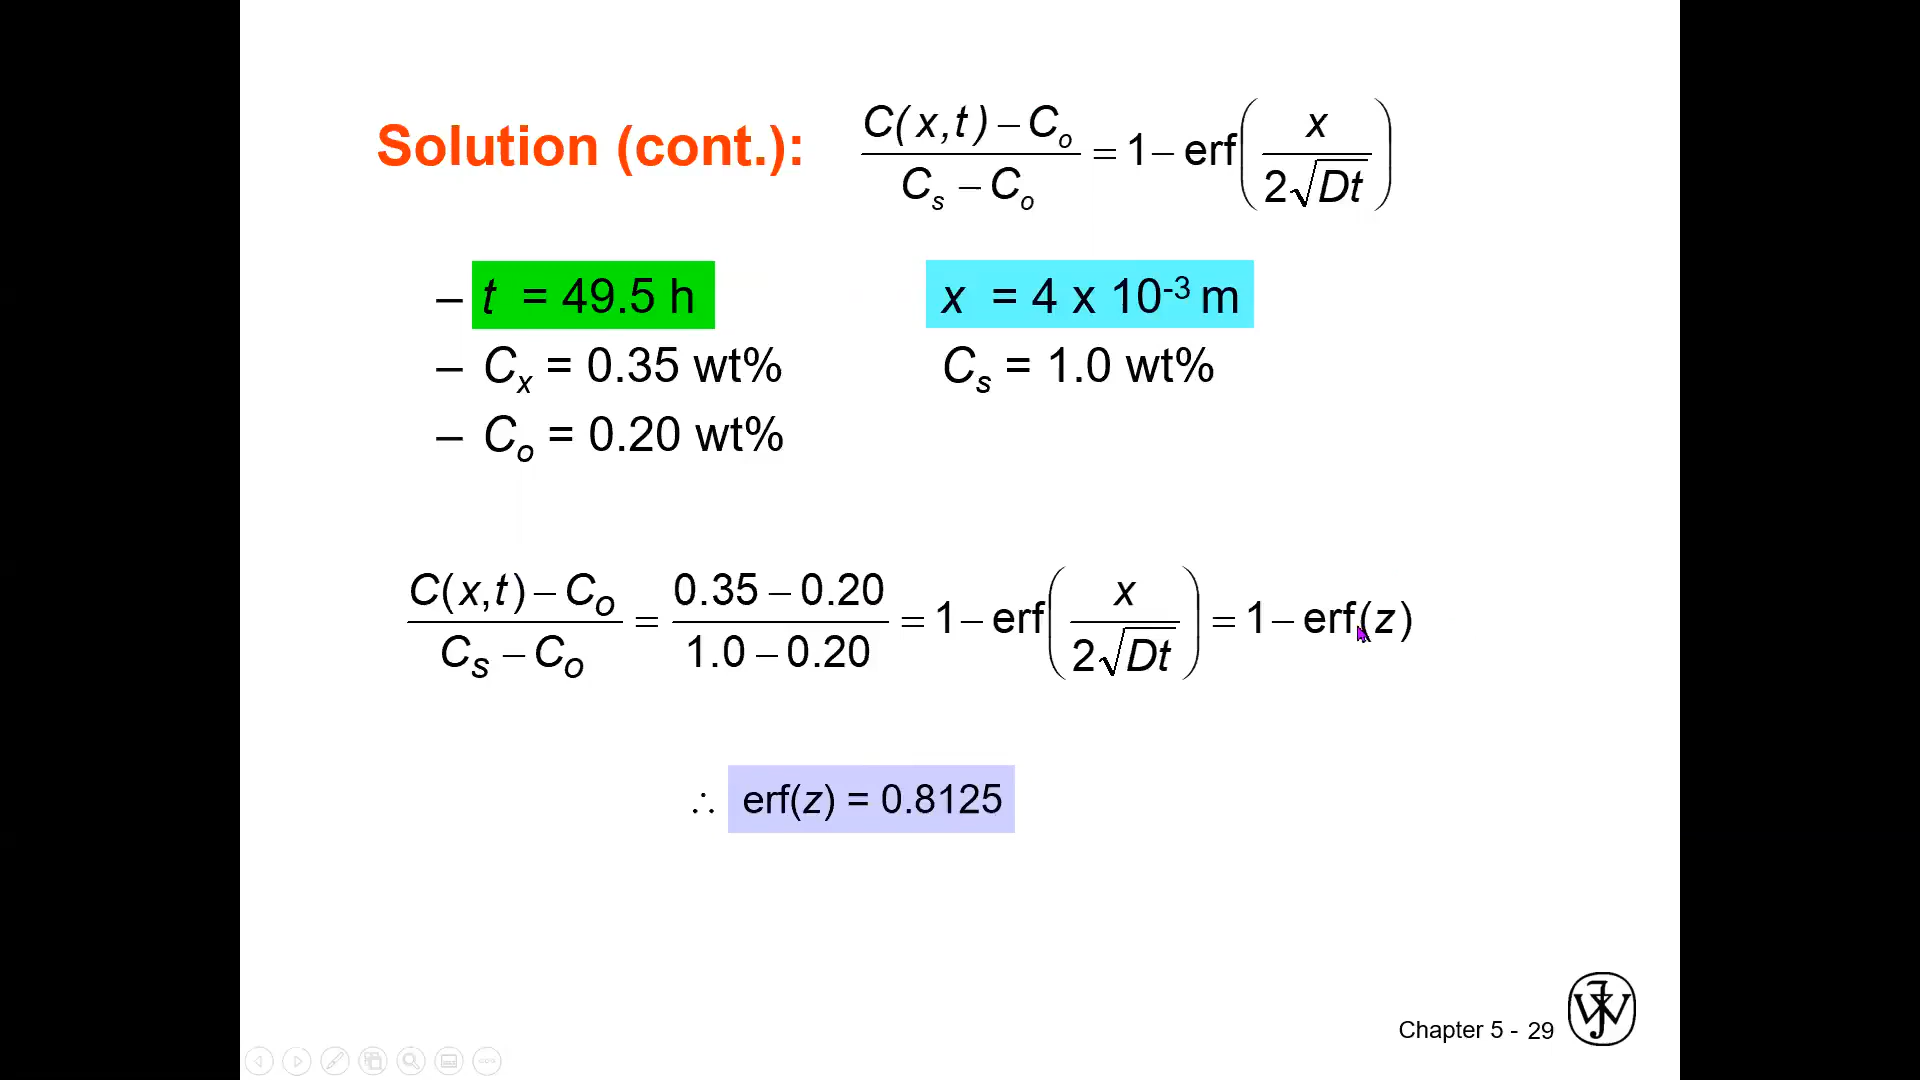 Solution (cont.): C(x,t) – Co / Cs – Co = 1 – erf(x / 2√Dt)
– t = 49.5 h x = 4 x 10-3 m
– Cx = 0.35 wt% Cs = 1.0 wt%
– Co = 0.20 wt%
C(x,t) – Co / Cs – Co = 0.35 – 0.20 / 1.0 – 0.20 = 1 – erf(x / 2√Dt) = 1 – erf(z)
∴ erf(z) = 0.8125
Chapter 5 - 29